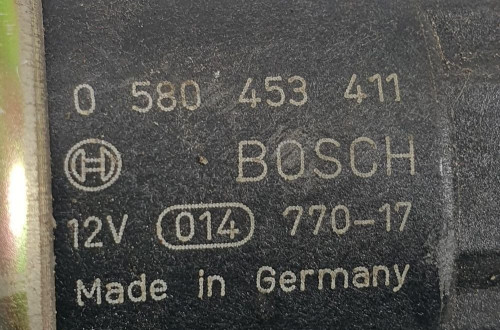 0 580 453 411
BOSCH
12V 014 770-17
Made in Germany